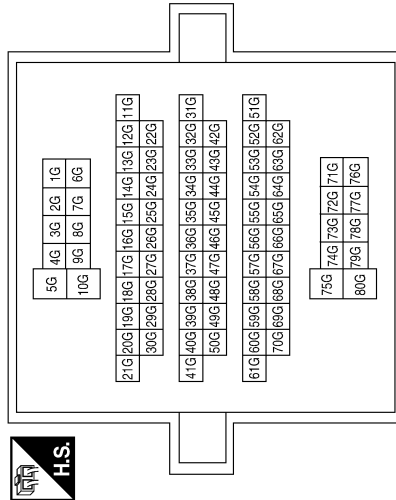 5G 4G 3G 2G 1G
10G 9G 8G 7G 6G
21G 20G 19G 18G 17G 16G 15G 14G 13G 12G 11G
30G 29G 28G 27G 26G 25G 24G 23G 22G
41G 40G 39G 38G 37G 36G 35G 34G 33G 32G 31G
50G 49G 48G 47G 46G 45G 44G 43G 42G
61G 60G 59G 58G 57G 56G 55G 54G 53G 52G 51G
70G 69G 68G 67G 66G 65G 64G 63G 62G
75G 74G 73G 72G 71G
80G 79G 78G 77G 76G
H.S.